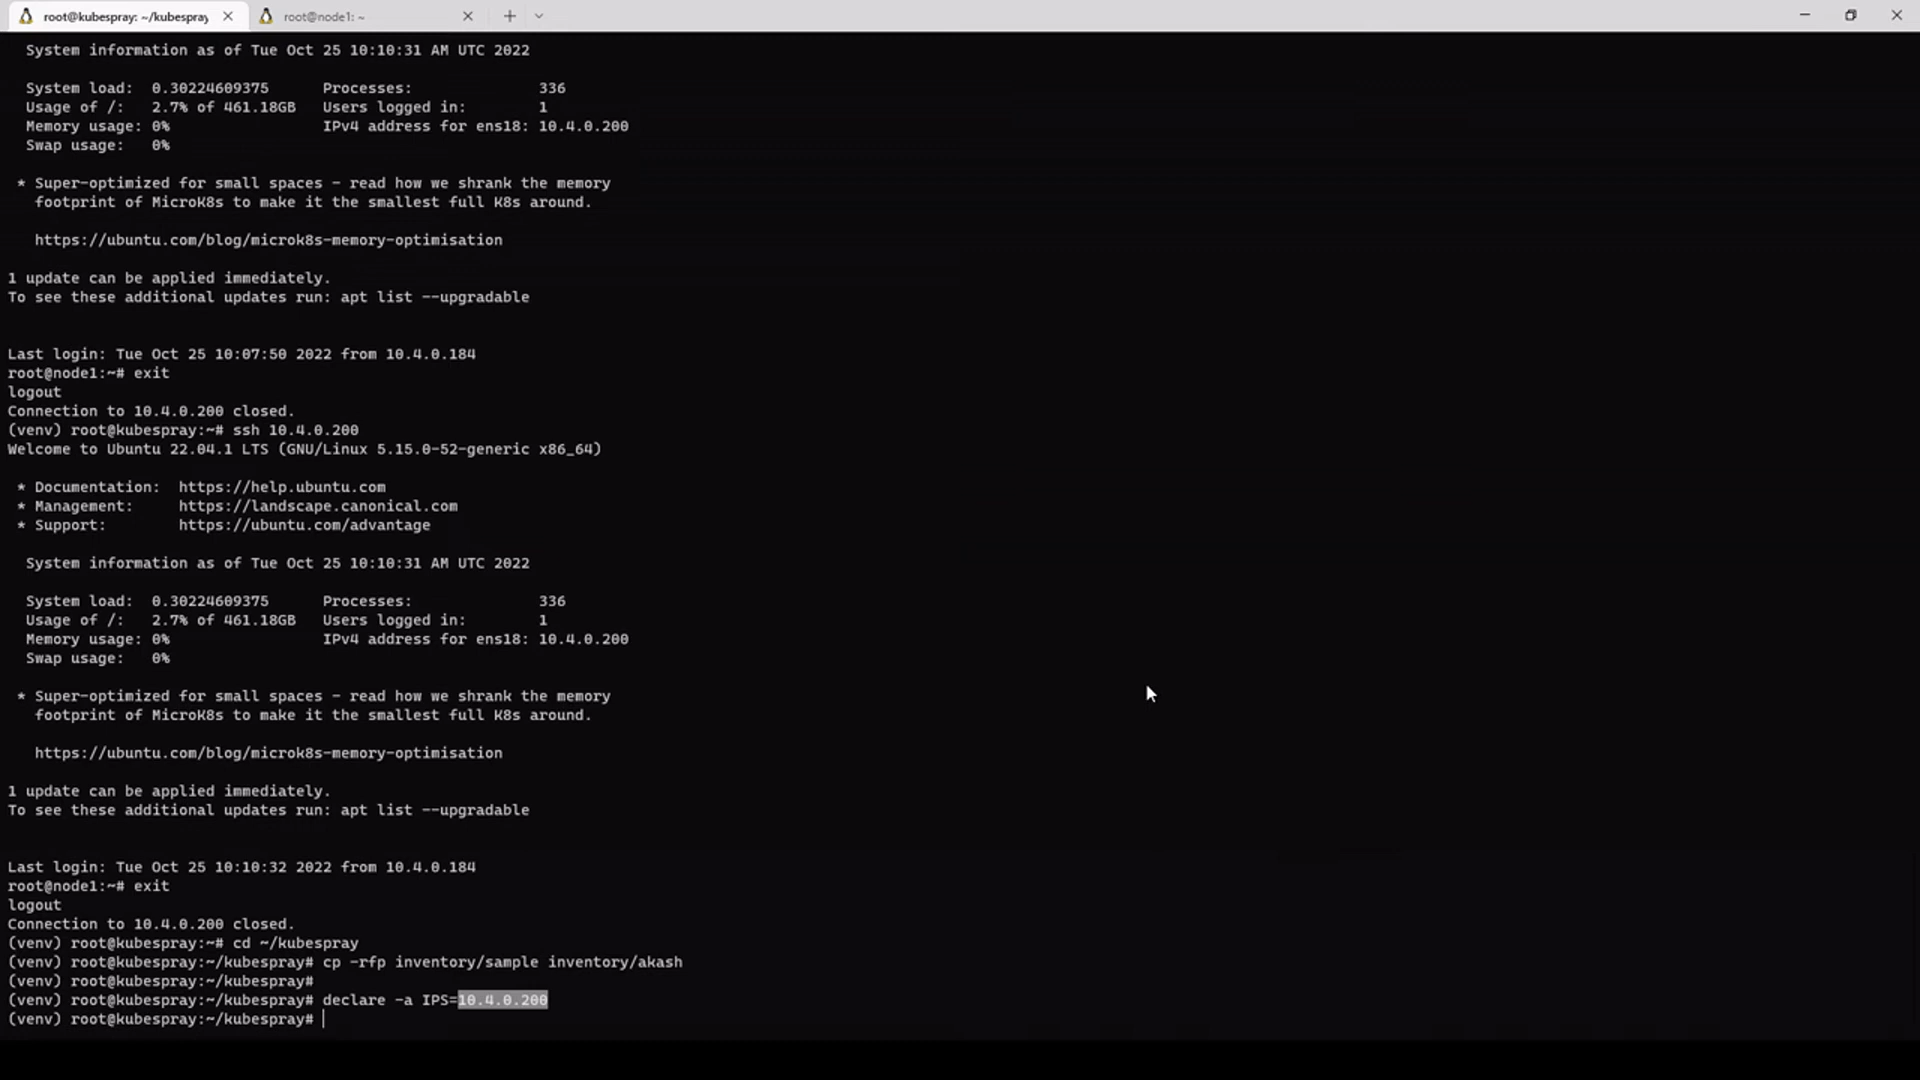 root@kubespray: ~/kubespray
root@node1: ~
System information as of Tue Oct 25 10:10:31 AM UTC 2022
System load: 0.30224609375 Processes: 336
Usage of /: 2.7% of 461.18GB Users logged in: 1
Memory usage: 0% IPv4 address for ens18: 10.4.0.200
Swap usage: 0%
* Super-optimized for small spaces - read how we shrank the memory
footprint of MicroK8s to make it the smallest full K8s around.
https://ubuntu.com/blog/microk8s-memory-optimisation
1 update can be applied immediately.
To see these additional updates run: apt list --upgradable
Last login: Tue Oct 25 10:07:50 2022 from 10.4.0.184
root@node1:~# exit
logout
Connection to 10.4.0.200 closed.
(venv) root@kubespray:~# ssh 10.4.0.200
Welcome to Ubuntu 22.04.1 LTS (GNU/Linux 5.15.0-52-generic x86_64)
* Documentation: https://help.ubuntu.com
* Management: https://landscape.canonical.com
* Support: https://ubuntu.com/advantage
System information as of Tue Oct 25 10:10:31 AM UTC 2022
System load: 0.30224609375 Processes: 336
Usage of /: 2.7% of 461.18GB Users logged in: 1
Memory usage: 0% IPv4 address for ens18: 10.4.0.200
Swap usage: 0%
* Super-optimized for small spaces - read how we shrank the memory
footprint of MicroK8s to make it the smallest full K8s around.
https://ubuntu.com/blog/microk8s-memory-optimisation
1 update can be applied immediately.
To see these additional updates run: apt list --upgradable
Last login: Tue Oct 25 10:10:32 2022 from 10.4.0.184
root@node1:~# exit
logout
Connection to 10.4.0.200 closed.
(venv) root@kubespray:~# cd ~/kubespray
(venv) root@kubespray:~/kubespray# cp -rfp inventory/sample inventory/akash
(venv) root@kubespray:~/kubespray#
(venv) root@kubespray:~/kubespray# declare -a IPS=10.4.0.200
(venv) root@kubespray:~/kubespray#